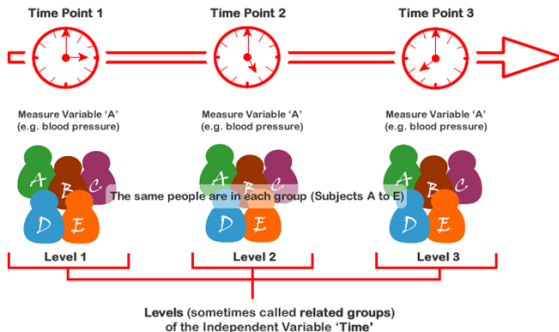 Time Point 1
Time Point 2
Time Point 3
Measure Variable ‘A’
(e.g. blood pressure)
Measure Variable ‘A’
(e.g. blood pressure)
Measure Variable ‘A’
(e.g. blood pressure)
A B C
A B C
A B C
The same people are in each group (Subjects A to E)
D E
D E
D E
Level 1
Level 2
Level 3
Levels (sometimes called related groups)
of the Independent Variable ‘Time’